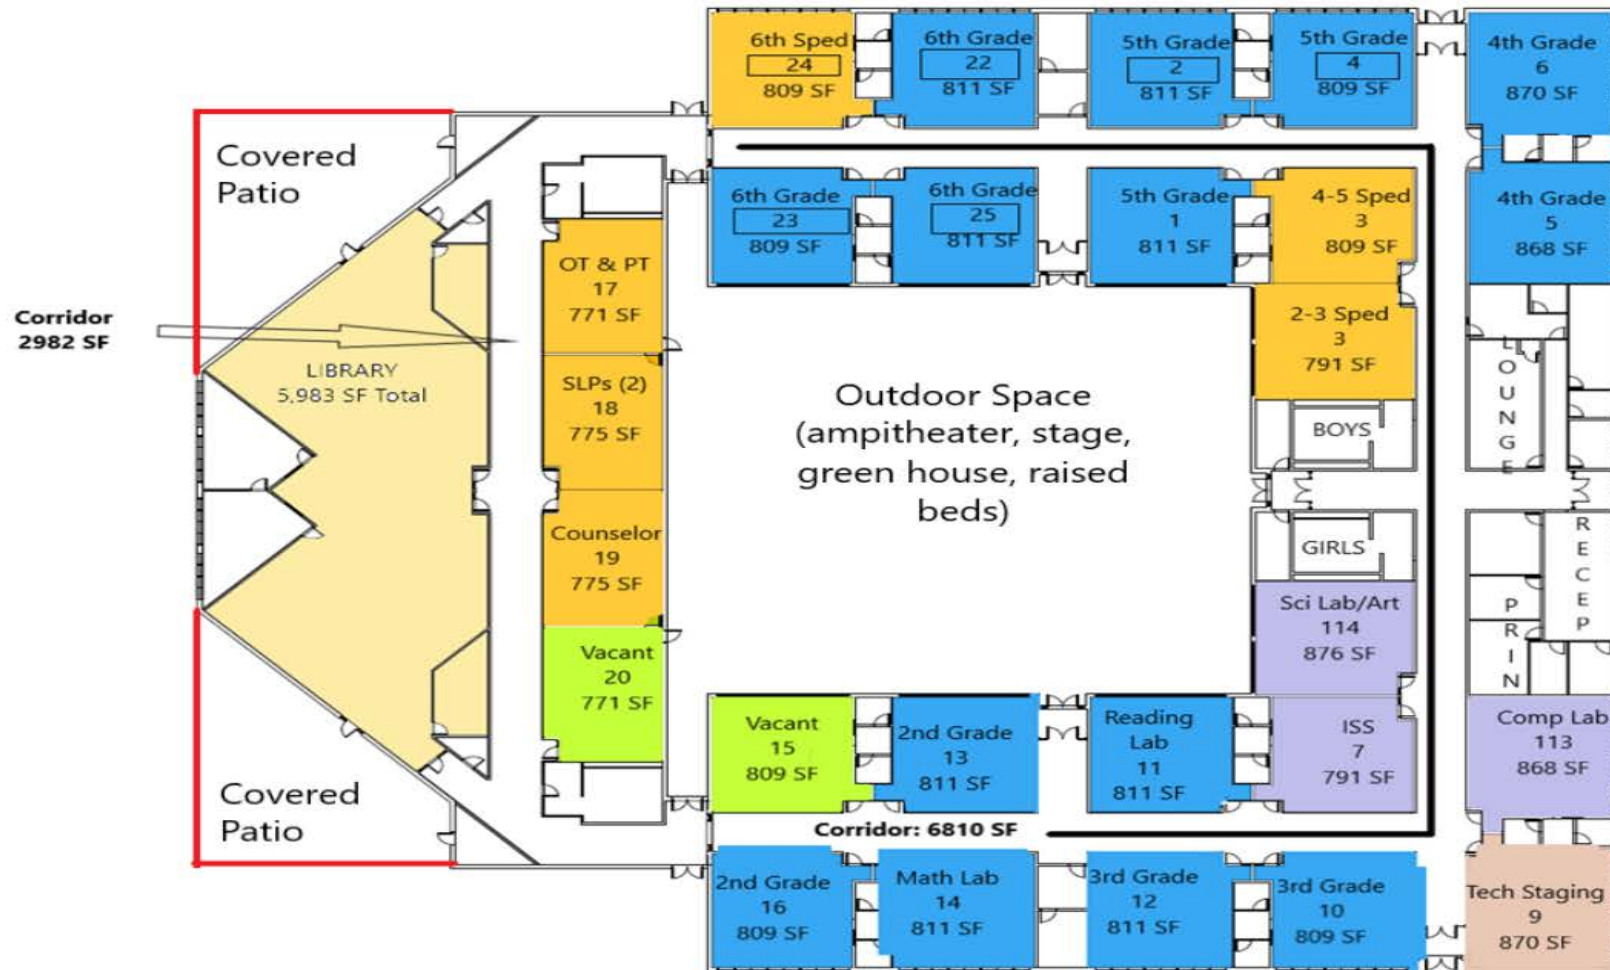 6th Sped
24
809 SF
6th Grade
22
811 SF
5th Grade
2
811 SF
5th Grade
4
809 SF
4th Grade
6
870 SF
Covered
Patio
6th Grade
23
809 SF
6th Grade
25
811 SF
5th Grade
1
811 SF
4-5 Sped
3
809 SF
4th Grade
5
868 SF
OT & PT
17
771 SF
2-3 Sped
3
791 SF
Corridor
2982 SF
LIBRARY
5,983 SF Total
SLPs (2)
18
775 SF
Outdoor Space
(ampitheater, stage,
green house, raised
beds)
BOYS
LOUNGE
Counselor
19
775 SF
GIRLS
RECEP
PRIN
Sci Lab/Art
114
876 SF
Vacant
20
771 SF
Vacant
15
809 SF
2nd Grade
13
811 SF
Reading
Lab
11
811 SF
ISS
7
791 SF
Comp Lab
113
868 SF
Covered
Patio
Corridor: 6810 SF
2nd Grade
16
809 SF
Math Lab
14
811 SF
3rd Grade
12
811 SF
3rd Grade
10
809 SF
Tech Staging
9
870 SF